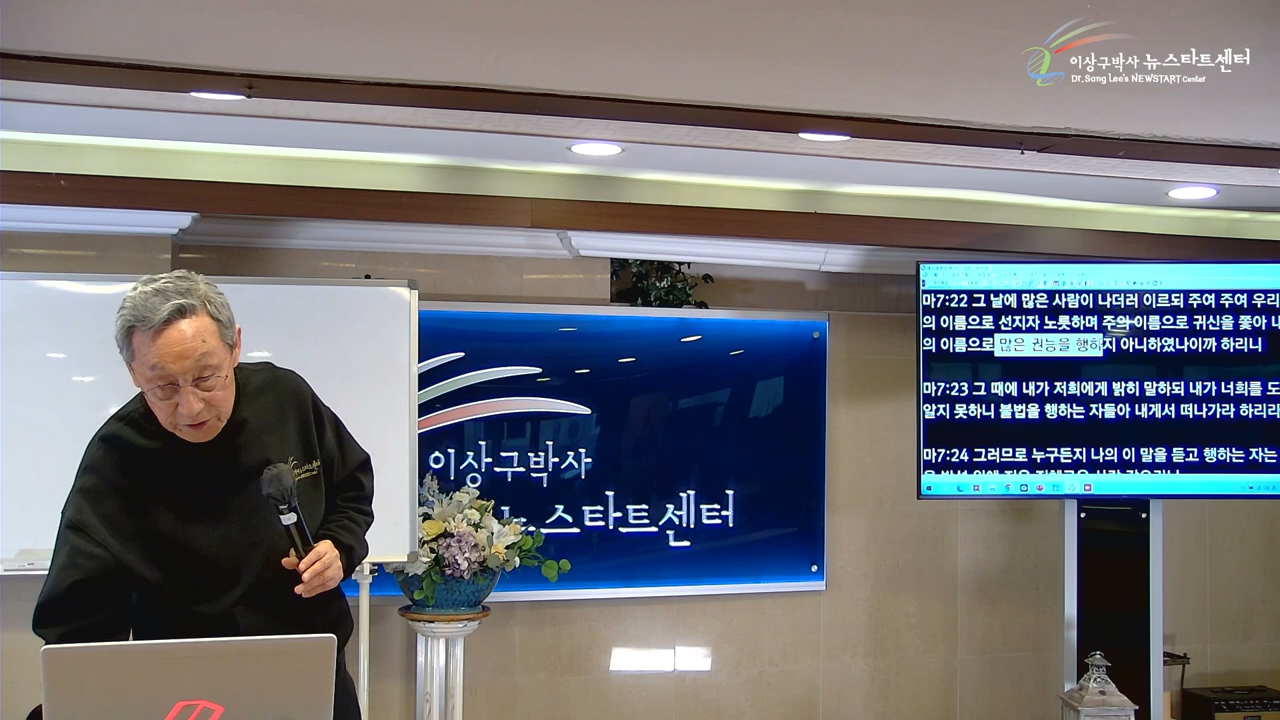 이상구박사 뉴스타트센터
Dr. Sang Lee's NEWSTART Center
이상구박사
뉴스타트센터
마7:22 그 날에 많은 사람이 나더러 이르되 주여 주여 우리
의 이름으로 선지자 노릇하며 주의 이름으로 귀신을 쫓아 내
의 이름으로 많은 권능을 행하지 아니하였나이까 하리니
마7:23 그 때에 내가 저희에게 밝히 말하되 내가 너희를 도
알지 못하니 불법을 행하는 자들아 내게서 떠나가라 하리라
마7:24 그러므로 누구든지 나의 이 말을 듣고 행하는 자는